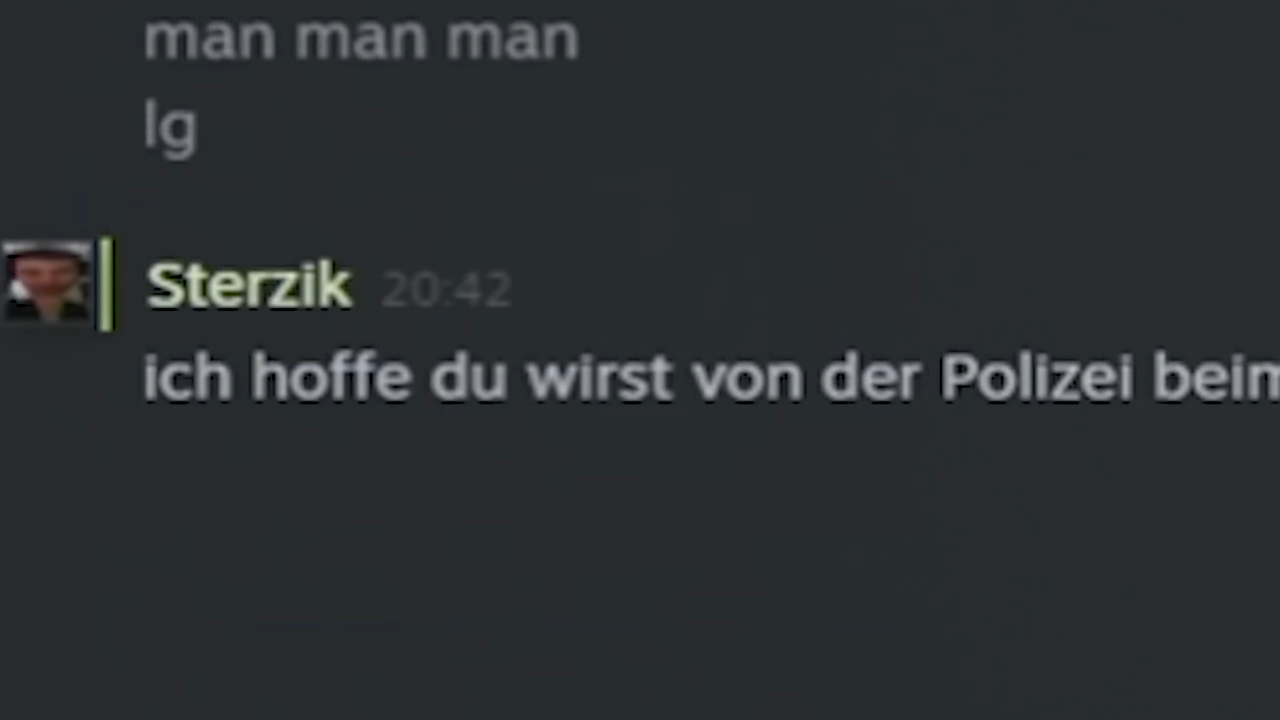 man man man
lg
Sterzik 20:42
ich hoffe du wirst von der Polizei beim